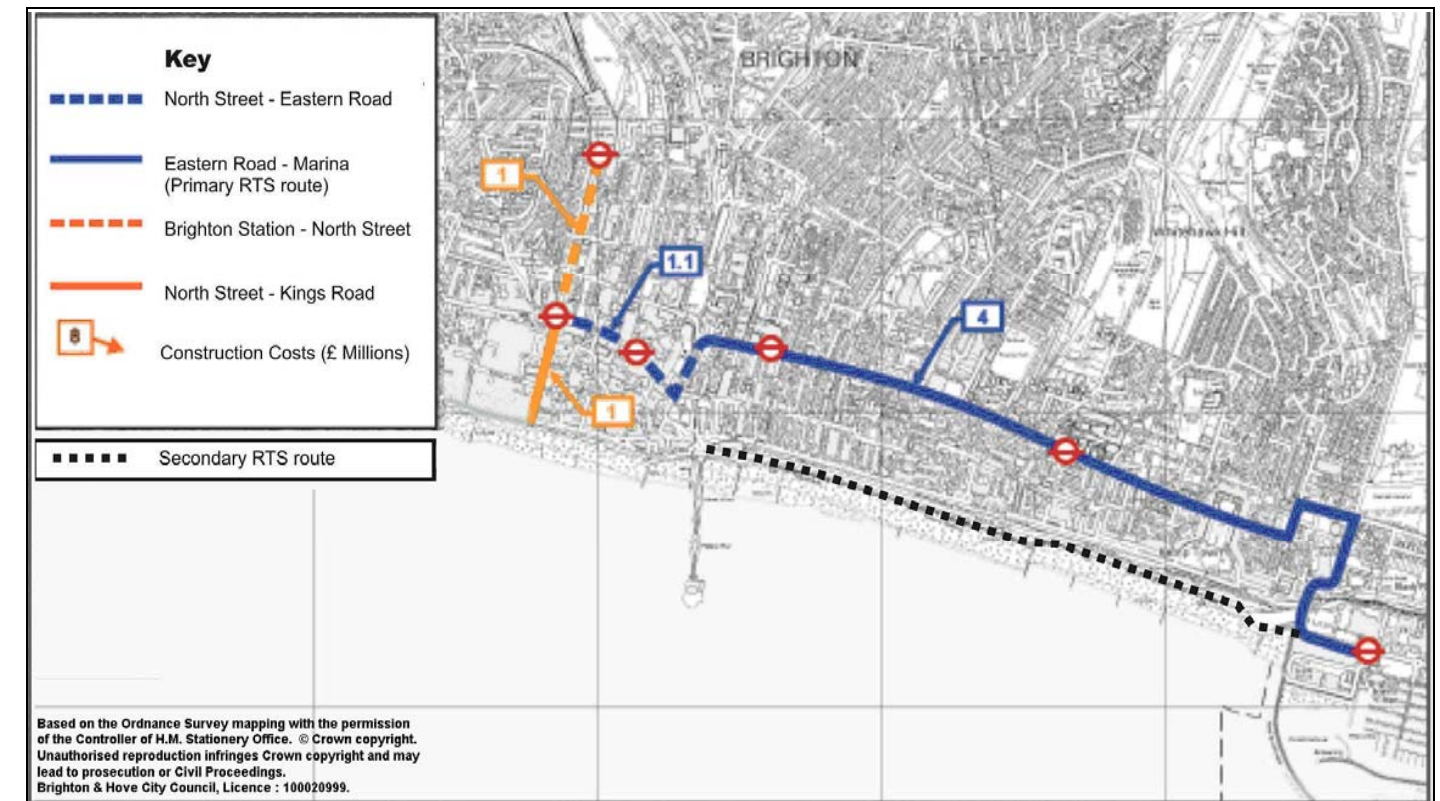 Key
North Street - Eastern Road
Eastern Road - Marina
(Primary RTS route)
Brighton Station - North Street
North Street - Kings Road
8
Construction Costs (£ Millions)
Secondary RTS route
BRIGHTON
Whitehawk Hill
1
1.1
4
1
Based on the Ordnance Survey mapping with the permission
of the Controller of H.M. Stationery Office. © Crown copyright.
Unauthorised reproduction infringes Crown copyright and may
lead to prosecution or Civil Proceedings.
Brighton & Hove City Council, Licence : 100020999.